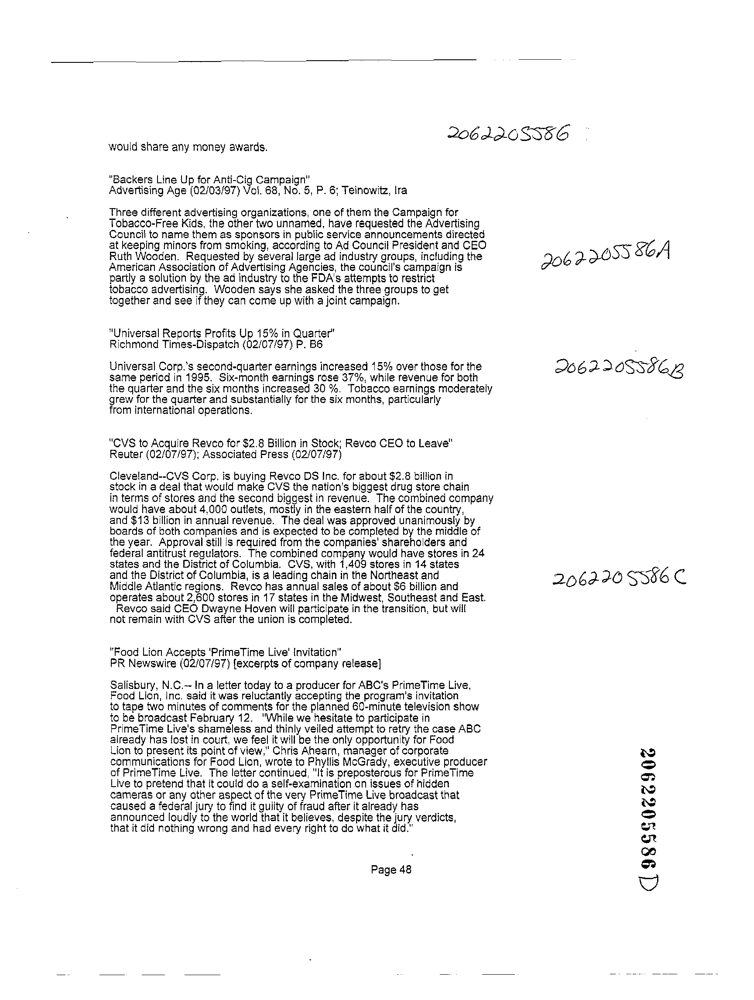 2062205586
would share any money awards.
"Backers Line Up for Anti-Cig Campaign"
Advertising Age (02/03/97) Vol. 68, No. 5, P. 6; Teinowitz, Ira
Three different advertising organizations, one of them the Campaign for
Tobacco-Free Kids, the other two unnamed, have requested the Advertising
Council to name them as sponsors in public service announcements directed
at keeping minors from smoking, according to Ad Council President and CEO
Ruth Wooden. Requested by several large ad industry groups, including the
American Association of Advertising Agencies, the council's campaign is
partly a solution by the ad industry to the FDA's attempts to restrict
tobacco advertising. Wooden says she asked the three groups to get
together and see if they can come up with a joint campaign.
2062205586A
"Universal Reports Profits Up 15% in Quarter"
Richmond Times-Dispatch (02/07/97) P. B6
Universal Corp.'s second-quarter earnings increased 15% over those for the
same period in 1995. Six-month earnings rose 37%, while revenue for both
the quarter and the six months increased 30 %. Tobacco earnings moderately
grew for the quarter and substantially for the six months, particularly
from international operations.
2062205586B
"CVS to Acquire Revco for $2.8 Billion in Stock; Revco CEO to Leave"
Reuter (02/07/97); Associated Press (02/07/97)
Cleveland--CVS Corp. is buying Revco DS Inc. for about $2.8 billion in
stock in a deal that would make CVS the nation's biggest drug store chain
in terms of stores and the second biggest in revenue. The combined company
would have about 4,000 outlets, mostly in the eastern half of the country,
and $13 billion in annual revenue. The deal was approved unanimously by
boards of both companies and is expected to be completed by the middle of
the year. Approval still is required from the companies' shareholders and
federal antitrust regulators. The combined company would have stores in 24
states and the District of Columbia. CVS, with 1,409 stores in 14 states
and the District of Columbia, is a leading chain in the Northeast and
Middle Atlantic regions. Revco has annual sales of about $6 billion and
operates about 2,600 stores in 17 states in the Midwest, Southeast and East.
Revco said CEO Dwayne Hoven will participate in the transition, but will
not remain with CVS after the union is completed.
2062205586C
"Food Lion Accepts 'PrimeTime Live' Invitation"
PR Newswire (02/07/97) [excerpts of company release]
Salisbury, N.C.-- In a letter today to a producer for ABC's PrimeTime Live,
Food Lion, Inc. said it was reluctantly accepting the program's invitation
to tape two minutes of comments for the planned 60-minute television show
to be broadcast February 12. "While we hesitate to participate in
PrimeTime Live's shameless and thinly veiled attempt to retry the case ABC
already has lost in court, we feel it will be the only opportunity for Food
Lion to present its point of view," Chris Ahearn, manager of corporate
communications for Food Lion, wrote to Phyllis McGrady, executive producer
of PrimeTime Live. The letter continued, "It is preposterous for PrimeTime
Live to pretend that it could do a self-examination on issues of hidden
cameras or any other aspect of the very PrimeTime Live broadcast that
caused a federal jury to find it guilty of fraud after it already has
announced loudly to the world that it believes, despite the jury verdicts,
that it did nothing wrong and had every right to do what it did."
2062205586D
Page 48